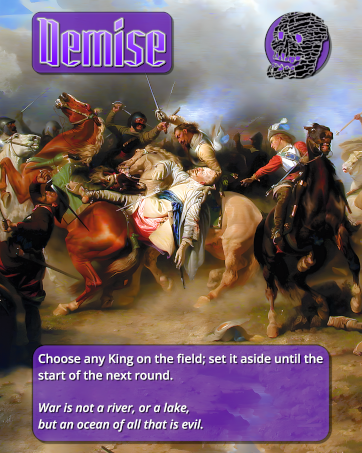 Demise
Choose any King on the field; set it aside until the
start of the next round.
War is not a river, or a lake,
but an ocean of all that is evil.